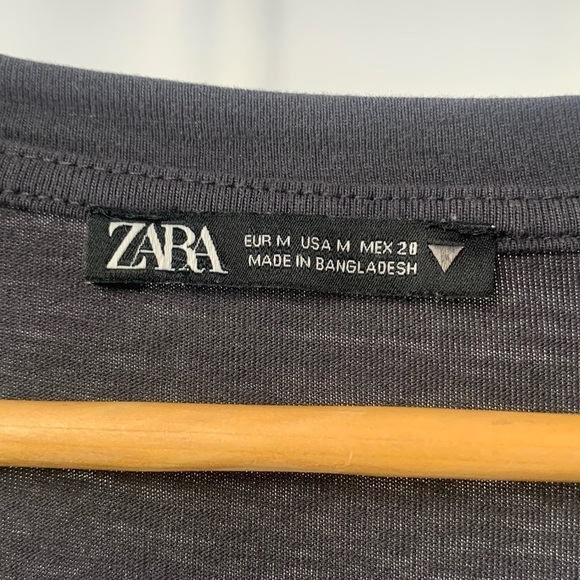 ZARA
EUR M USA M MEX 28
MADE IN BANGLADESH